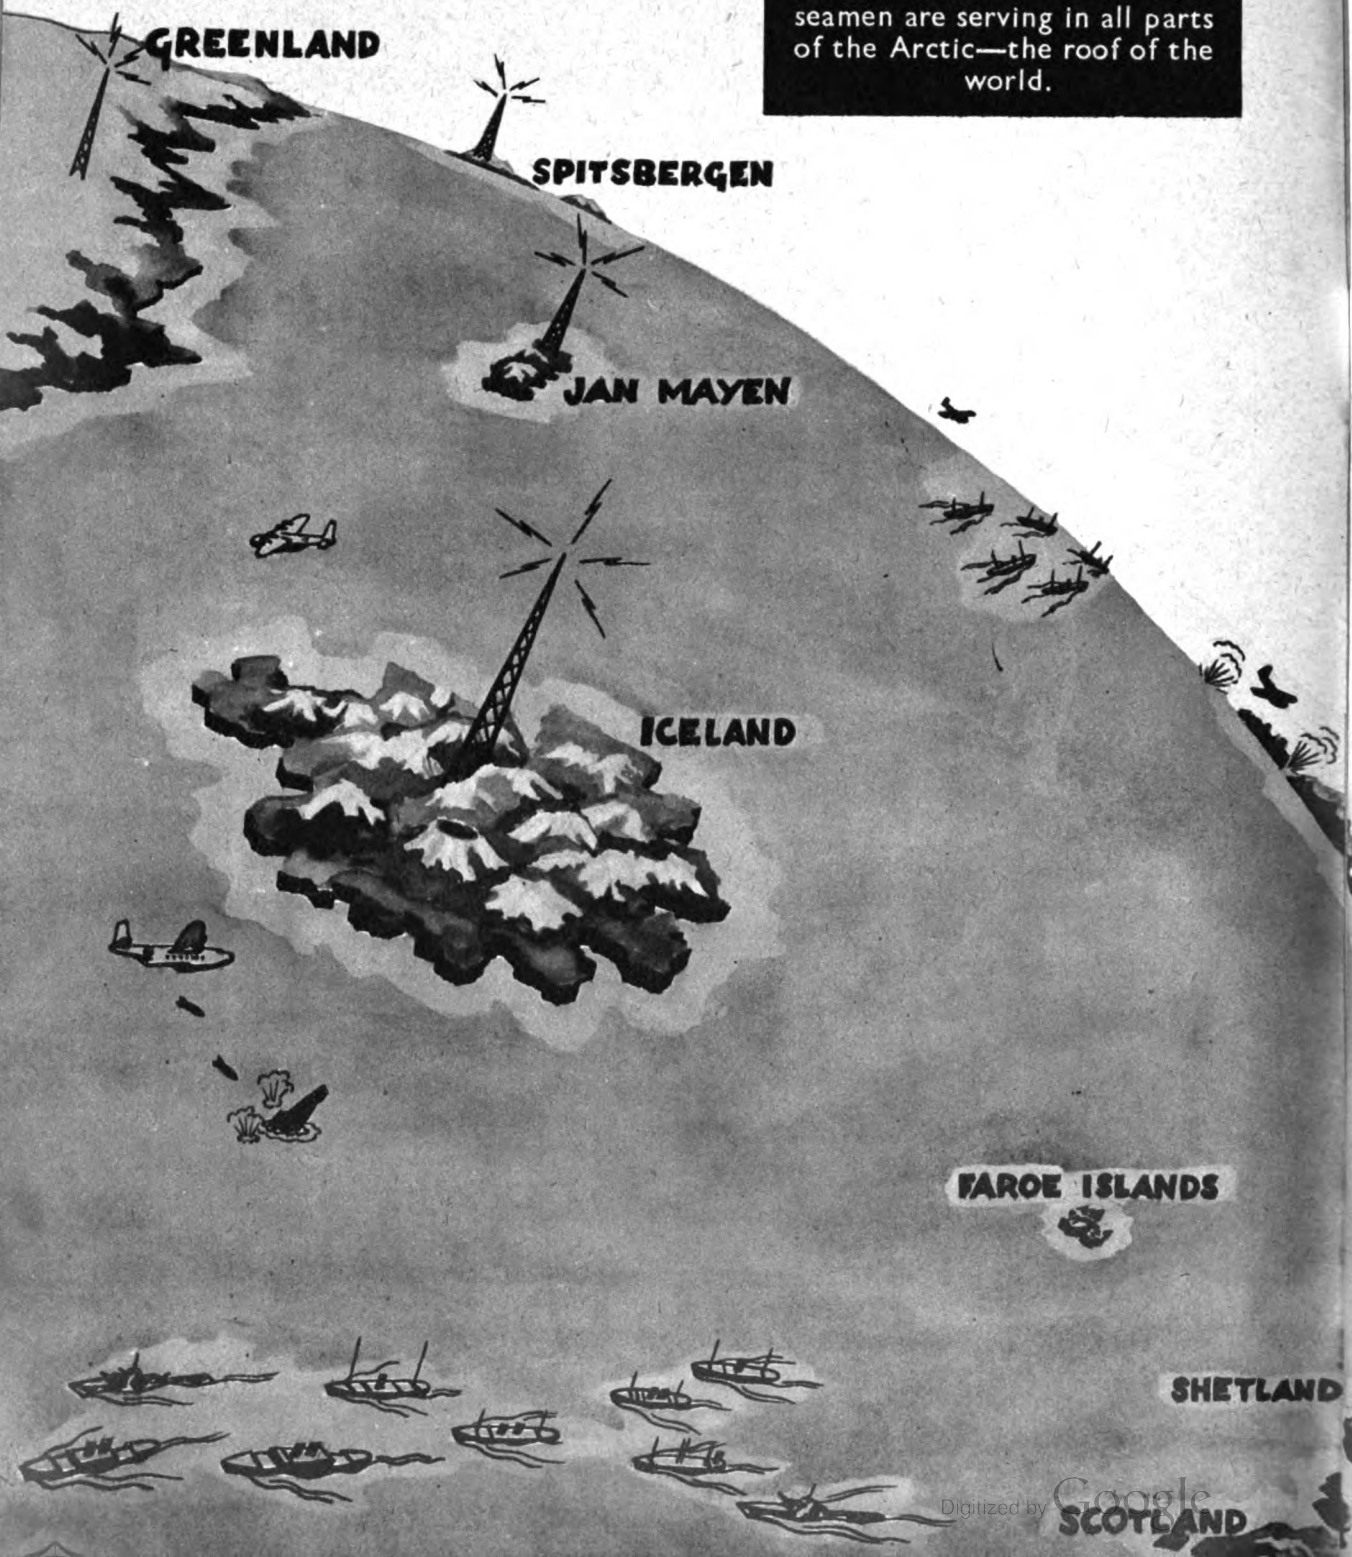 seamen are serving in all parts
of the Arctic—the roof of the
world.
GREENLAND
SPITSBERGEN
JAN MAYEN
ICELAND
FAROE ISLANDS
SHETLAND
Digitized by Google
SCOTLAND